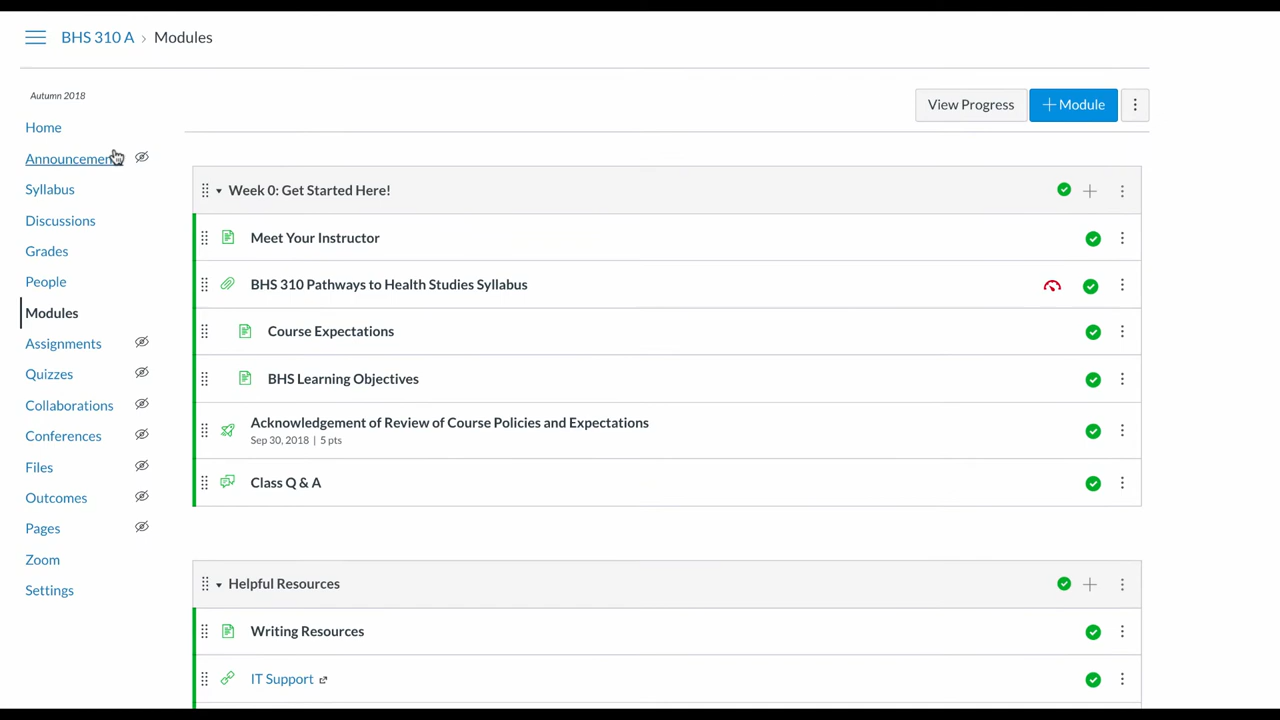 BHS 310 A › Modules
Autumn 2018
View Progress
+ Module
Home
Announcemen
Syllabus
Discussions
Grades
People
Modules
Assignments
Quizzes
Collaborations
Conferences
Files
Outcomes
Pages
Zoom
Settings
Week 0: Get Started Here!
Meet Your Instructor
BHS 310 Pathways to Health Studies Syllabus
Course Expectations
BHS Learning Objectives
Acknowledgement of Review of Course Policies and Expectations
Sep 30, 2018 | 5 pts
Class Q & A
Helpful Resources
Writing Resources
IT Support